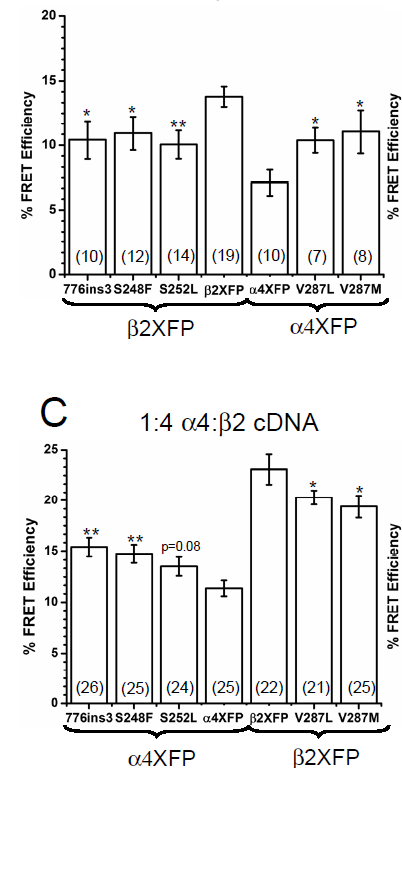 20
15
10
5
0
% FRET Efficiency
% FRET Efficiency
* * ** * *
(10) (12) (14) (19) (10) (7) (8)
776ins3 S248F S252L β2XFP α4XFP V287L V287M
β2XFP α4XFP
C 1:4 α4:β2 cDNA
25
20
15
10
5
0
% FRET Efficiency
% FRET Efficiency
** ** p=0.08 * *
(26) (25) (24) (25) (22) (21) (25)
776ins3 S248F S252L α4XFP β2XFP V287L V287M
α4XFP β2XFP